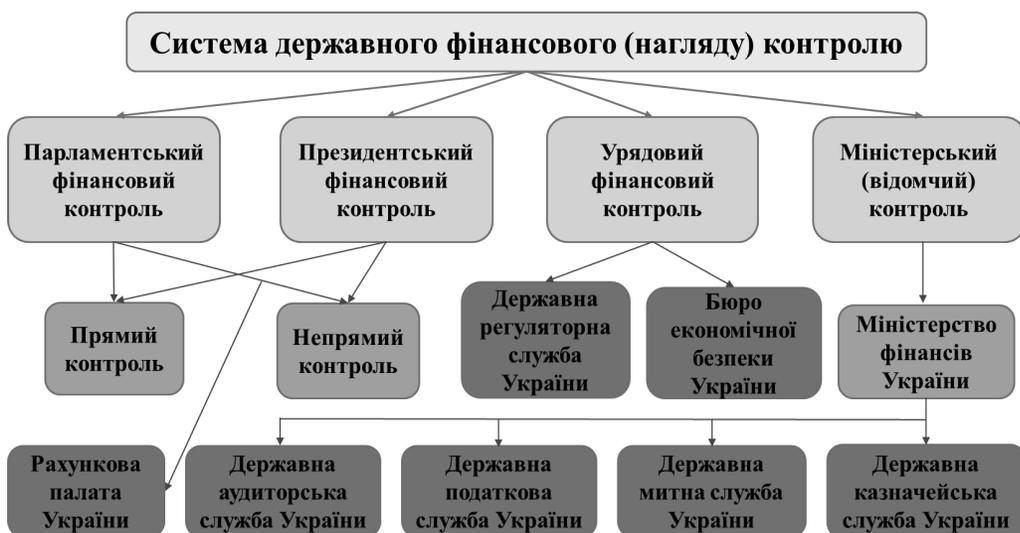 Система державного фінансового (нагляду) контролю
Парламентський
фінансовий
контроль
Президентський
фінансовий
контроль
Урядовий
фінансовий
контроль
Міністерський
(відомчий)
контроль
Прямий
контроль
Непрямий
контроль
Державна
регуляторна
служба
України
Бюро
економічної
безпеки
України
Міністерство
фінансів
України
Рахункова
палата
України
Державна
аудиторська
служба України
Державна
податкова
служба України
Державна
митна служба
України
Державна
казначейська
служба України